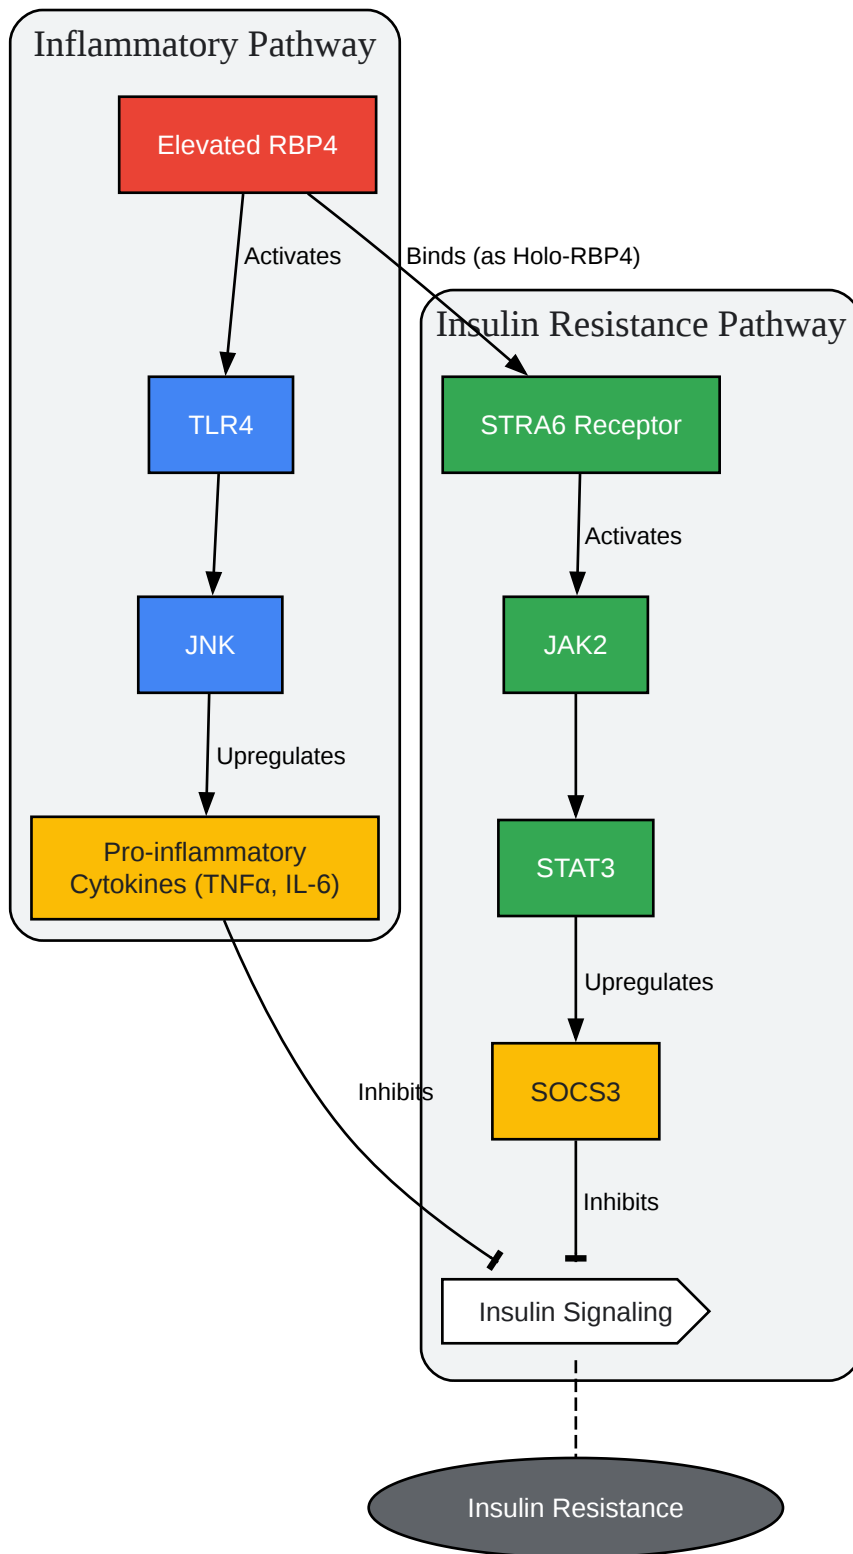 Inflammatory Pathway
Elevated RBP4
Activates
Binds (as Holo-RBP4)
Insulin Resistance Pathway
TLR4
STRA6 Receptor
Activates
JNK
JAK2
Upregulates
Pro-inflammatory
Cytokines (TNFα, IL-6)
STAT3
Upregulates
Inhibits
SOCS3
Inhibits
Insulin Signaling
Insulin Resistance